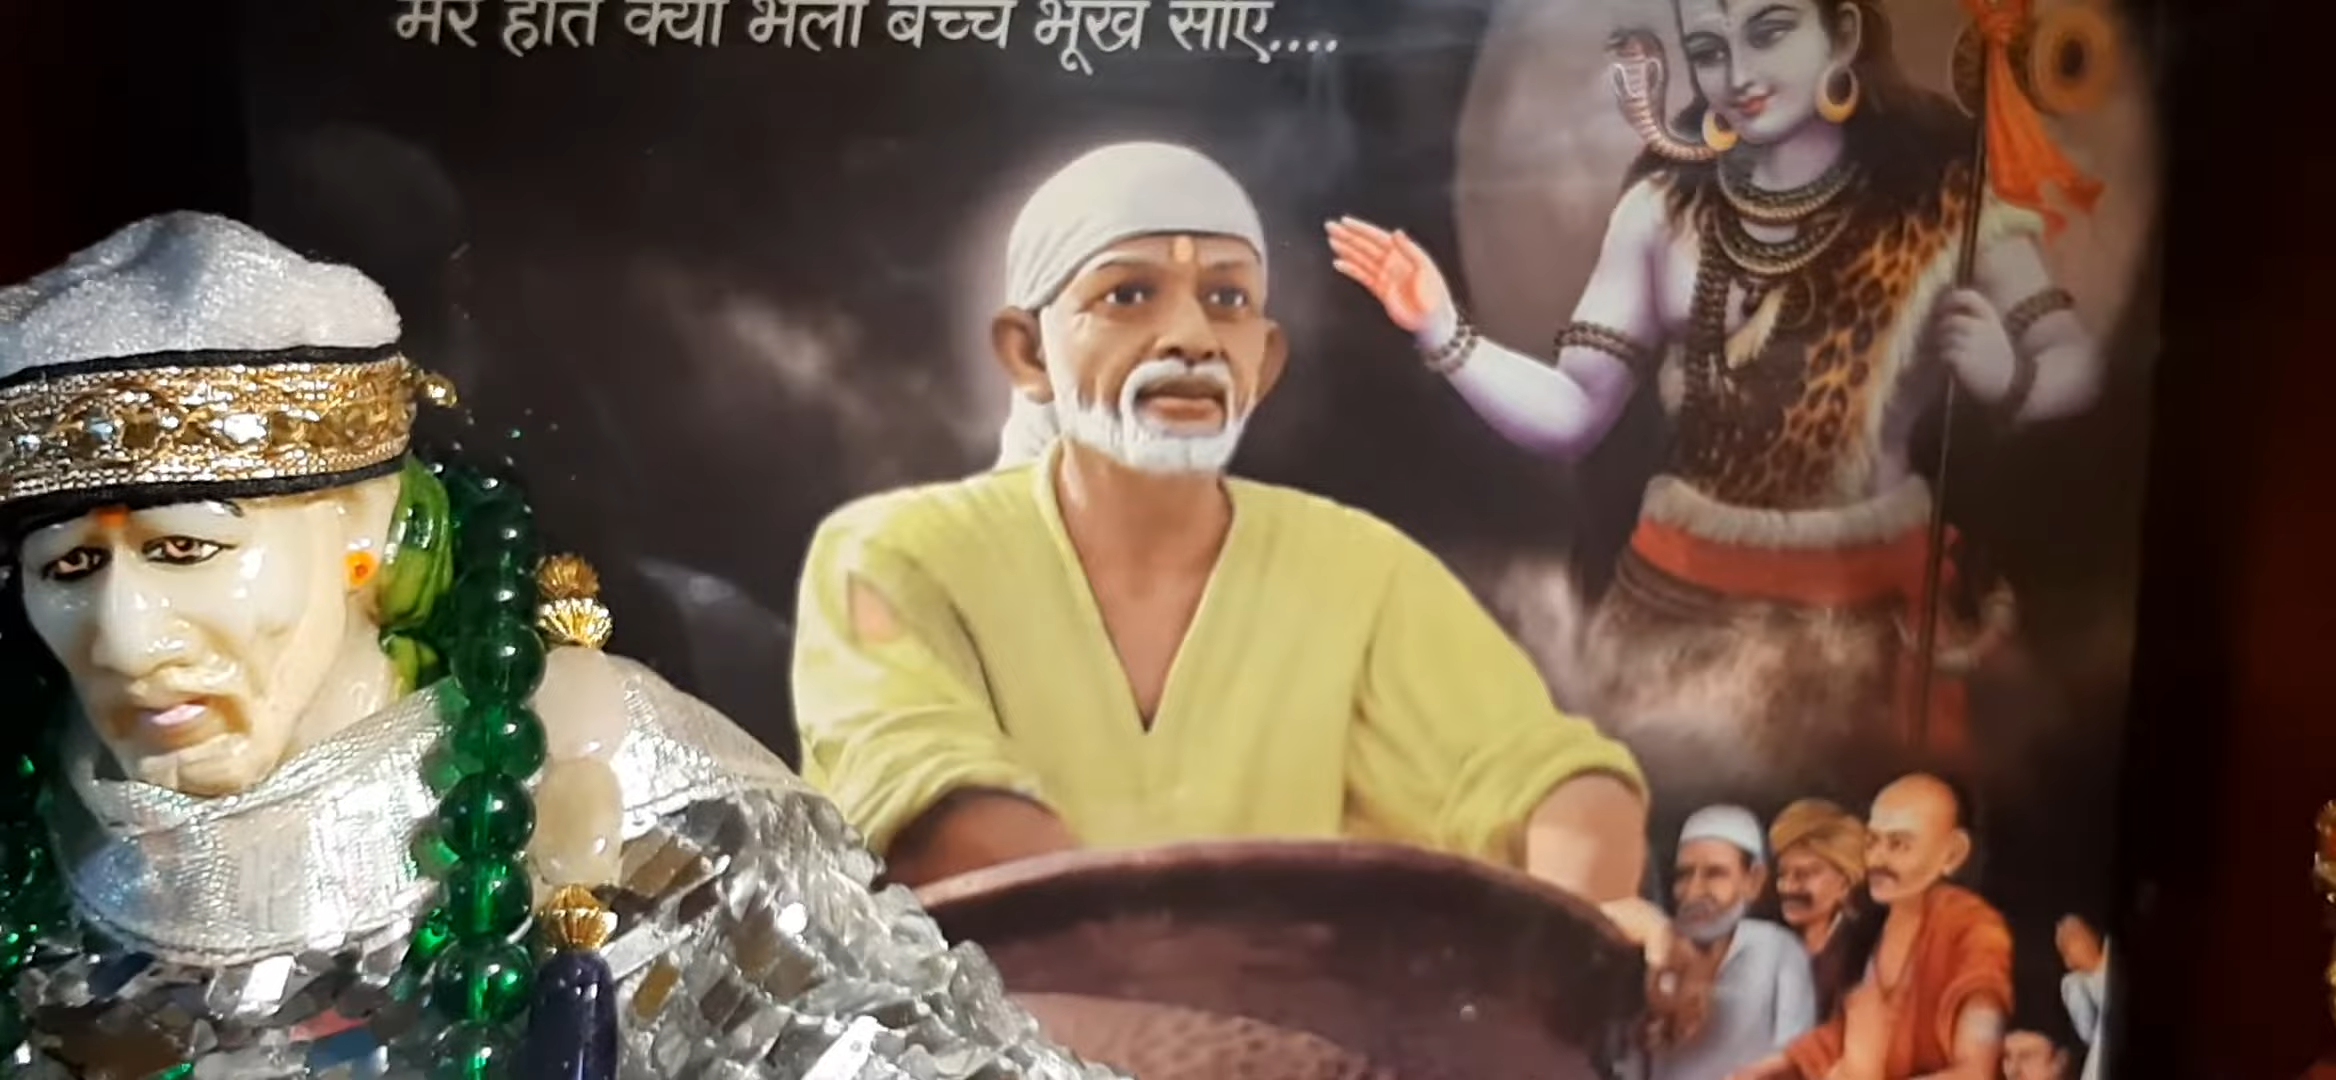 मेरे होते क्या भला बच्चे भूखे सोए....